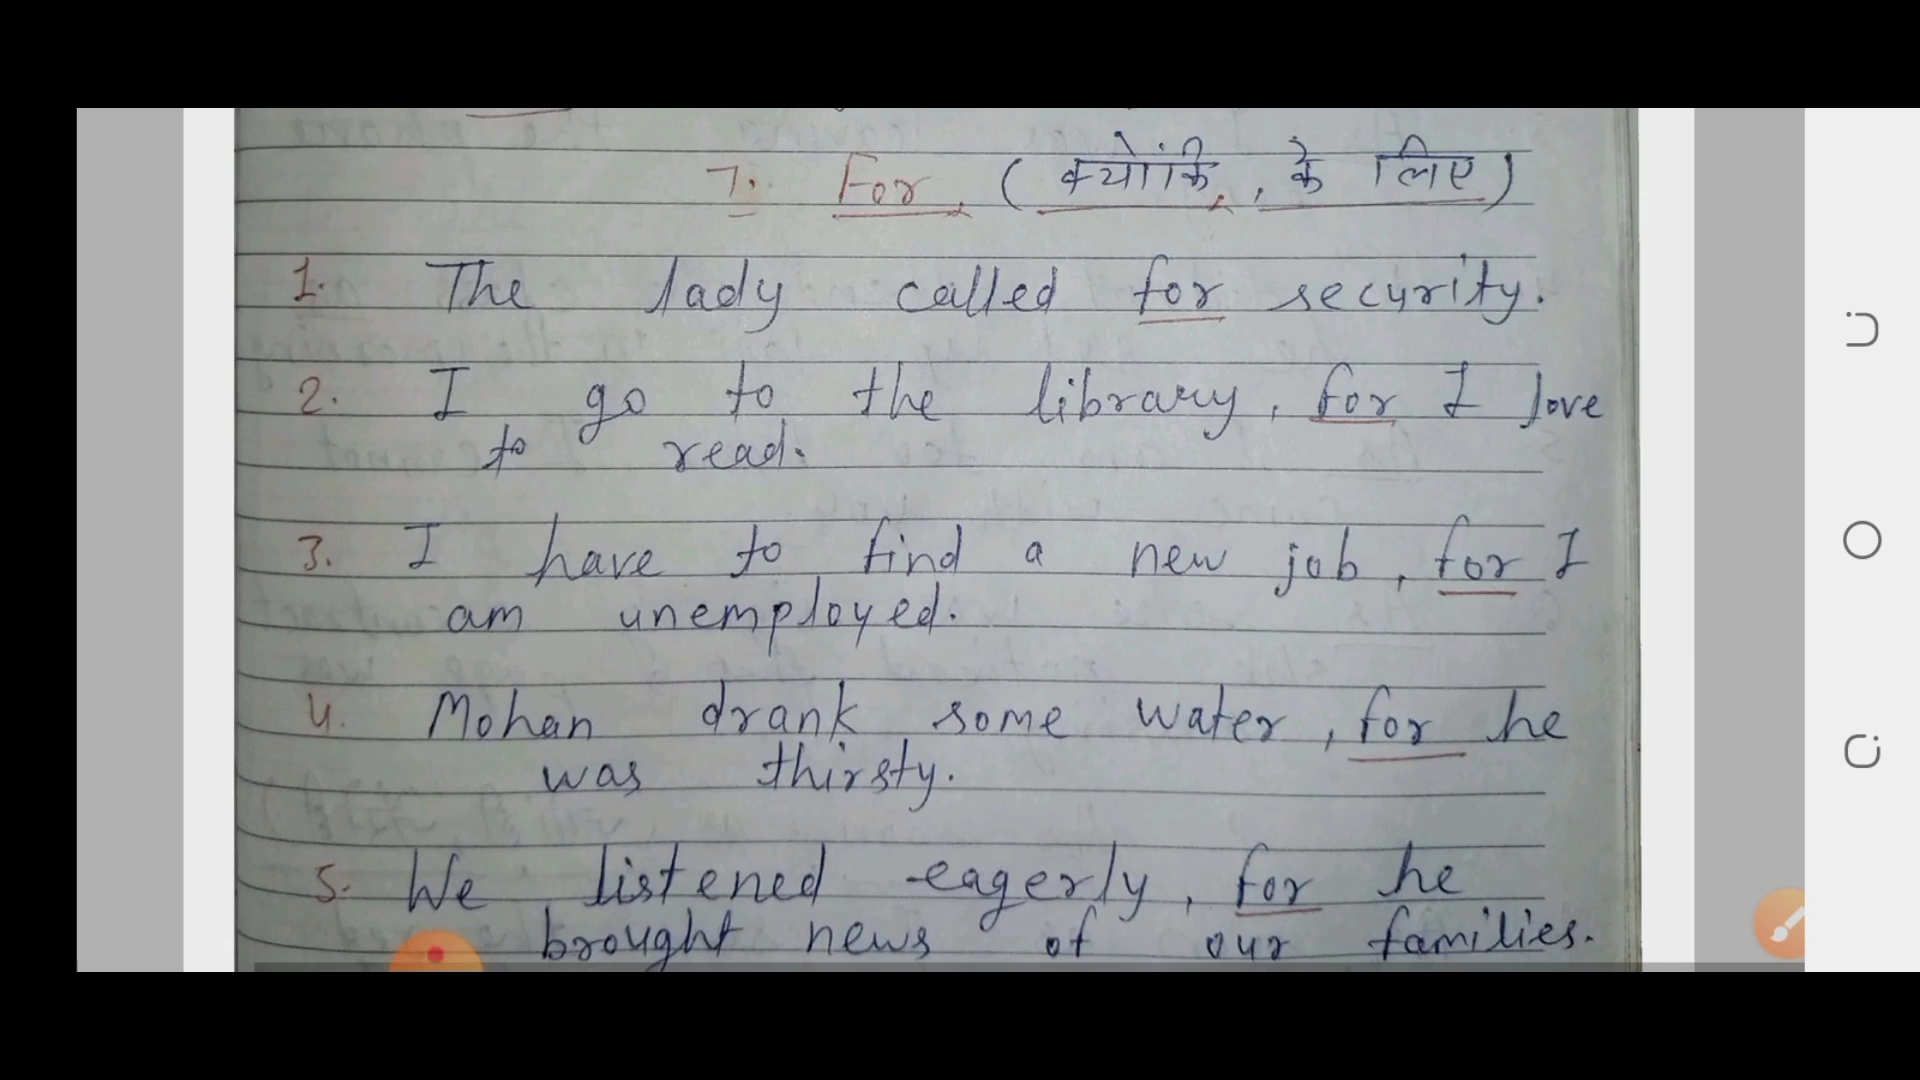 7. For, (क्योंकि, के लिए)
1. The lady called for security.
2. I go to the library, for I love
to read.
3. I have to find a new job, for I
am unemployed.
4. Mohan drank some water, for he
was thirsty.
5. We listened eagerly, for he
brought news of our families.